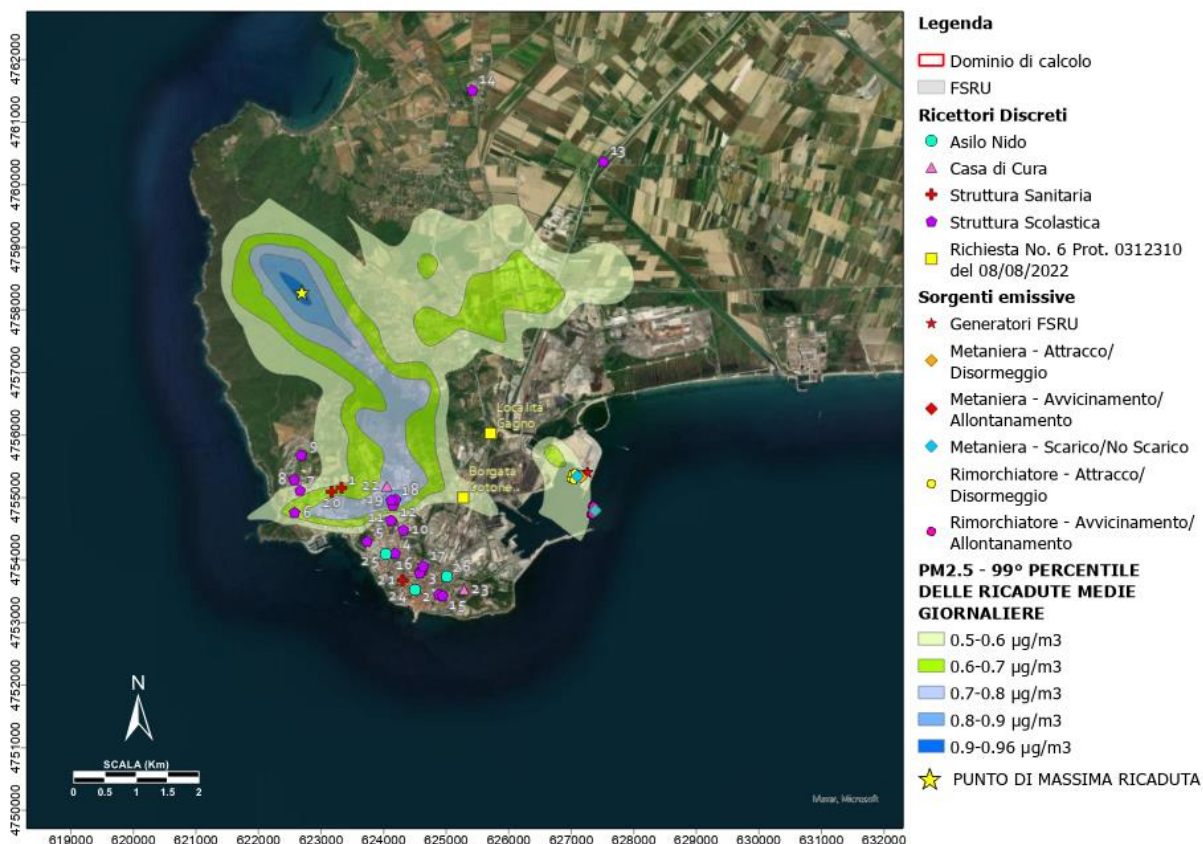 4762000
4761000
4760000
4759000
4758000
4757000
4756000
4755000
4754000
4753000
4752000
4751000
4750000
14
13
Località
Gagno
Borgata
Cotone
9
8
7
6
1
20
22
19
18
12
11
10
5
4
25
16
17
26
21
3
24
2
15
23
N
SCALA (Km)
0 0.5 1 1.5 2
Maxar, Microsoft
619000 620000 621000 622000 623000 624000 625000 626000 627000 628000 629000 630000 631000 632000
Legenda
Dominio di calcolo
FSRU
Ricettori Discreti
Asilo Nido
Casa di Cura
Struttura Sanitaria
Struttura Scolastica
Richiesta No. 6 Prot. 0312310
del 08/08/2022
Sorgenti emissive
Generatori FSRU
Metaniera - Attracco/
Disormeggio
Metaniera - Avvicinamento/
Allontanamento
Metaniera - Scarico/No Scarico
Rimorchiatore - Attracco/
Disormeggio
Rimorchiatore - Avvicinamento/
Allontanamento
PM2.5 - 99° PERCENTILE
DELLE RICADUTE MEDIE
GIORNALIERE
0.5-0.6 µg/m3
0.6-0.7 µg/m3
0.7-0.8 µg/m3
0.8-0.9 µg/m3
0.9-0.96 µg/m3
PUNTO DI MASSIMA RICADUTA